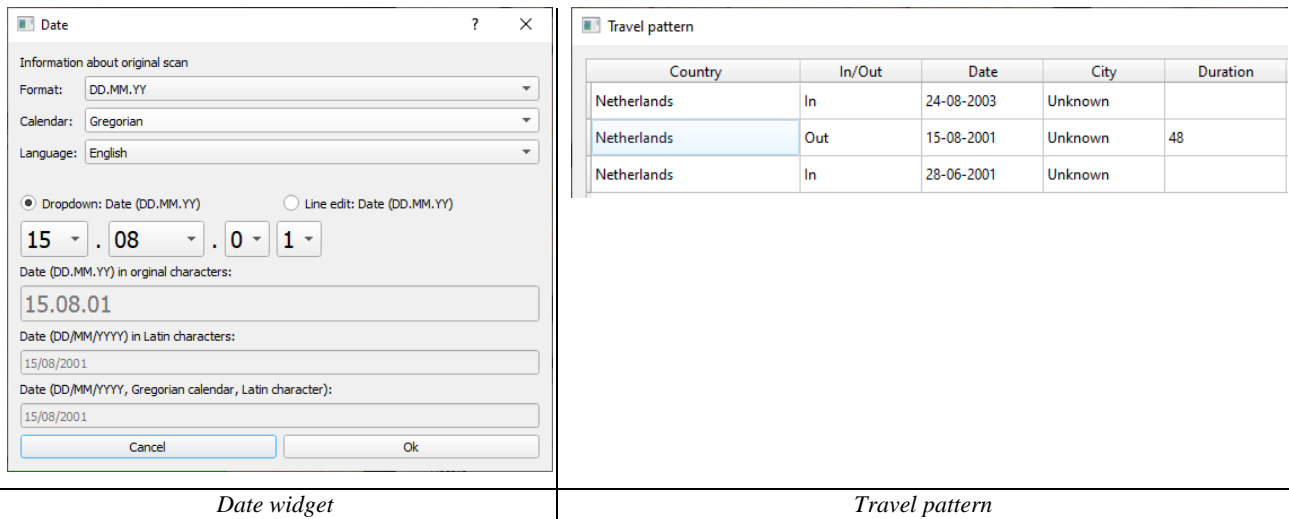 Date ?
Information about original scan
Format: DD.MM.YY
Calendar: Gregorian
Language: English
Dropdown: Date (DD.MM.YY) Line edit: Date (DD.MM.YY)
15 . 08 . 0 1
Date (DD.MM.YY) in orginal characters:
15.08.01
Date (DD/MM/YYYY) in Latin characters:
15/08/2001
Date (DD/MM/YYYY, Gregorian calendar, Latin character):
15/08/2001
Cancel Ok
Date widget
Travel pattern
Country In/Out Date City Duration
Netherlands In 24-08-2003 Unknown
Netherlands Out 15-08-2001 Unknown 48
Netherlands In 28-06-2001 Unknown
Travel pattern